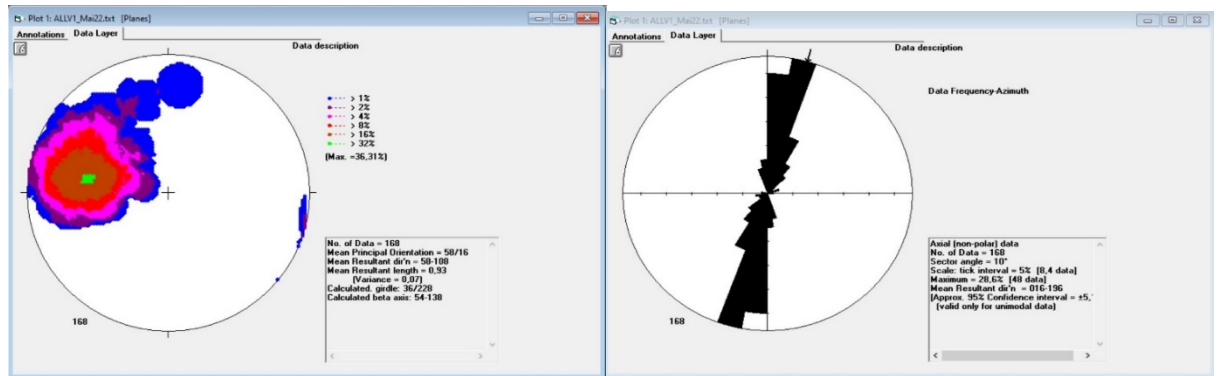 Plot 1: ALLV1_Mai22.txt [Planes]
Annotations Data Layer
Data description
> 1%
> 2%
> 4%
> 8%
> 16%
> 32%
(Max. =36,31%)
No. of Data = 168
Mean Principal Orientation = 58/16
Mean Resultant dir'n = 58-108
Mean Resultant length = 0,93
(Variance = 0,07)
Calculated. girdle: 36/228
Calculated beta axis: 54-138
168
Plot 1: ALLV1_Mai22.txt [Planes]
Annotations Data Layer
Data description
Data Frequency-Azimuth
Axial (non-polar) data
No. of Data = 168
Sector angle = 10°
Scale: tick interval = 5% [8,4 data]
Maximum = 28,6% [48 data]
Mean Resultant dir'n = 016-196
[Approx. 95% Confidence interval = ±5,
(valid only for unimodal data)
168